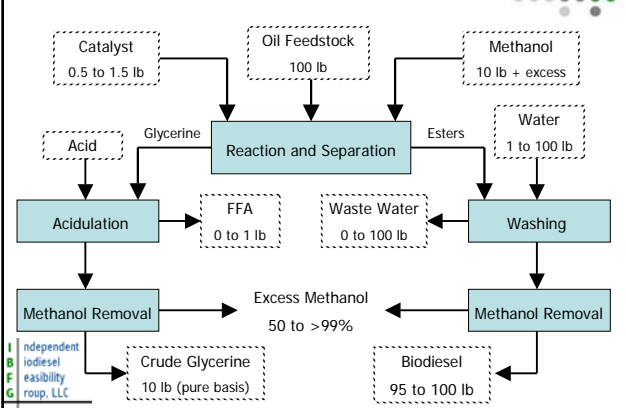 Catalyst
0.5 to 1.5 lb
Oil Feedstock
100 lb
Methanol
10 lb + excess
Glycerine
Esters
Water
1 to 100 lb
Acid
Reaction and Separation
Acidulation
FFA
0 to 1 lb
Waste Water
0 to 100 lb
Washing
Methanol Removal
Excess Methanol
50 to >99%
Methanol Removal
Independent
Biodiesel
Feasibility
Group, LLC
Crude Glycerine
10 lb (pure basis)
Biodiesel
95 to 100 lb